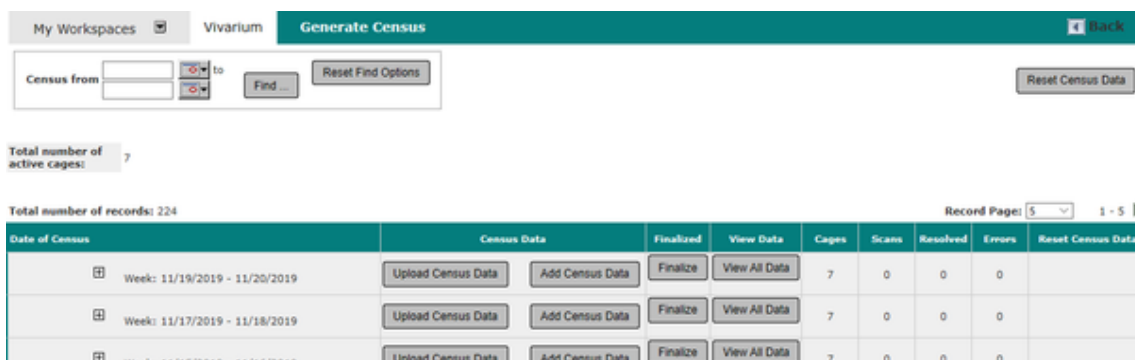 My Workspaces Vivarium Generate Census Back
Census from to Find ... Reset Find Options Reset Census Data
Total number of active cages: 7
Total number of records: 224 Record Page: 5 1 - 5
Date of Census Census Data Finalized View Data Cages Scans Resolved Errors Reset Census Data
Week: 11/19/2019 - 11/20/2019 Upload Census Data Add Census Data Finalize View All Data 7 0 0 0
Week: 11/17/2019 - 11/18/2019 Upload Census Data Add Census Data Finalize View All Data 7 0 0 0
Upload Census Data Add Census Data Finalize View All Data 7 0 0 0